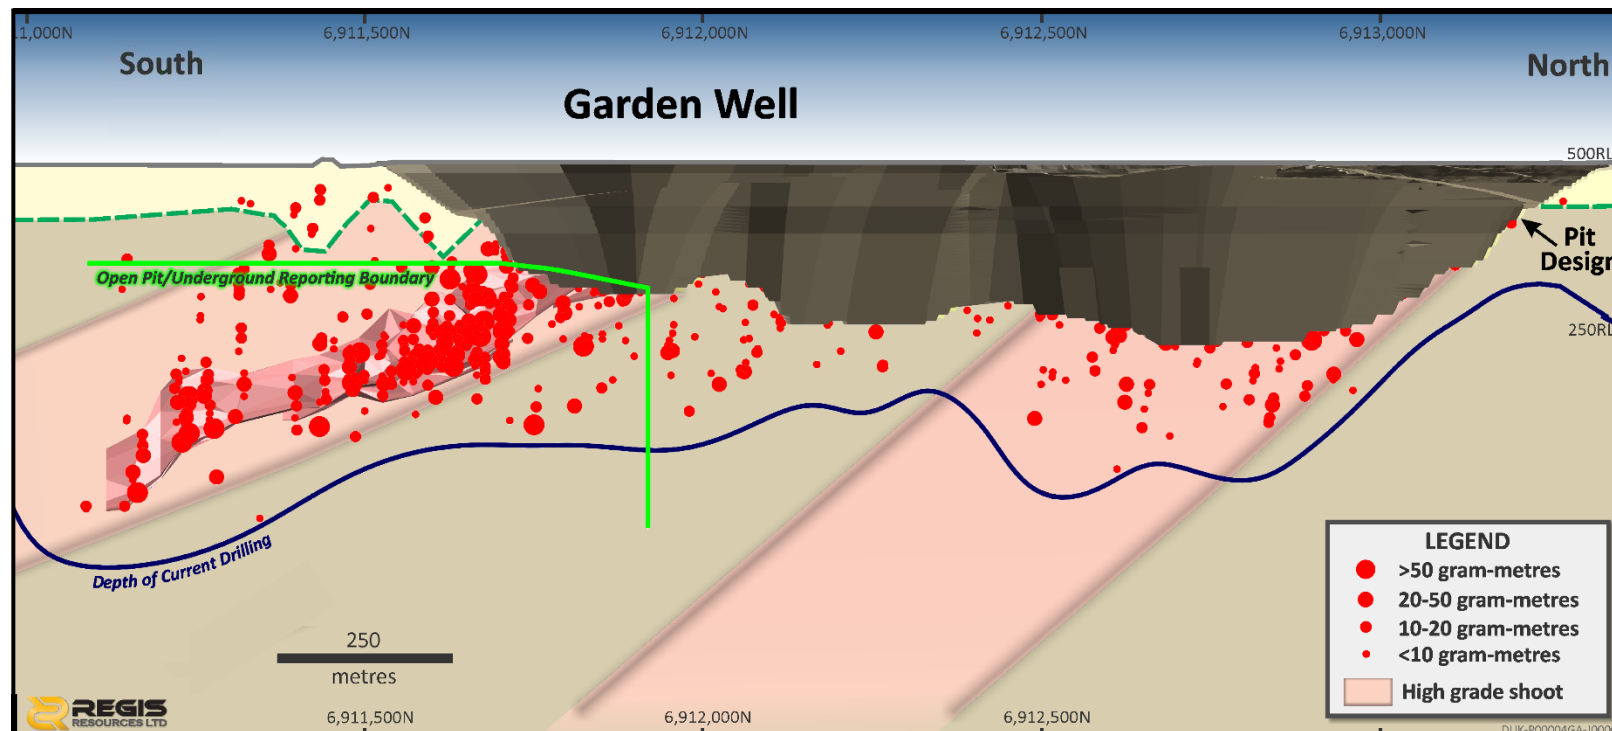 11,000N
6,911,500N
6,912,000N
6,912,500N
6,913,000N
South
North
Garden Well
500RL
Pit
Design
Open Pit/Underground Reporting Boundary
250RL
Depth of Current Drilling
LEGEND
>50 gram-metres
20-50 gram-metres
10-20 gram-metres
<10 gram-metres
High grade shoot
250
metres
REGIS
RESOURCES LTD
6,911,500N
6,912,000N
6,912,500N